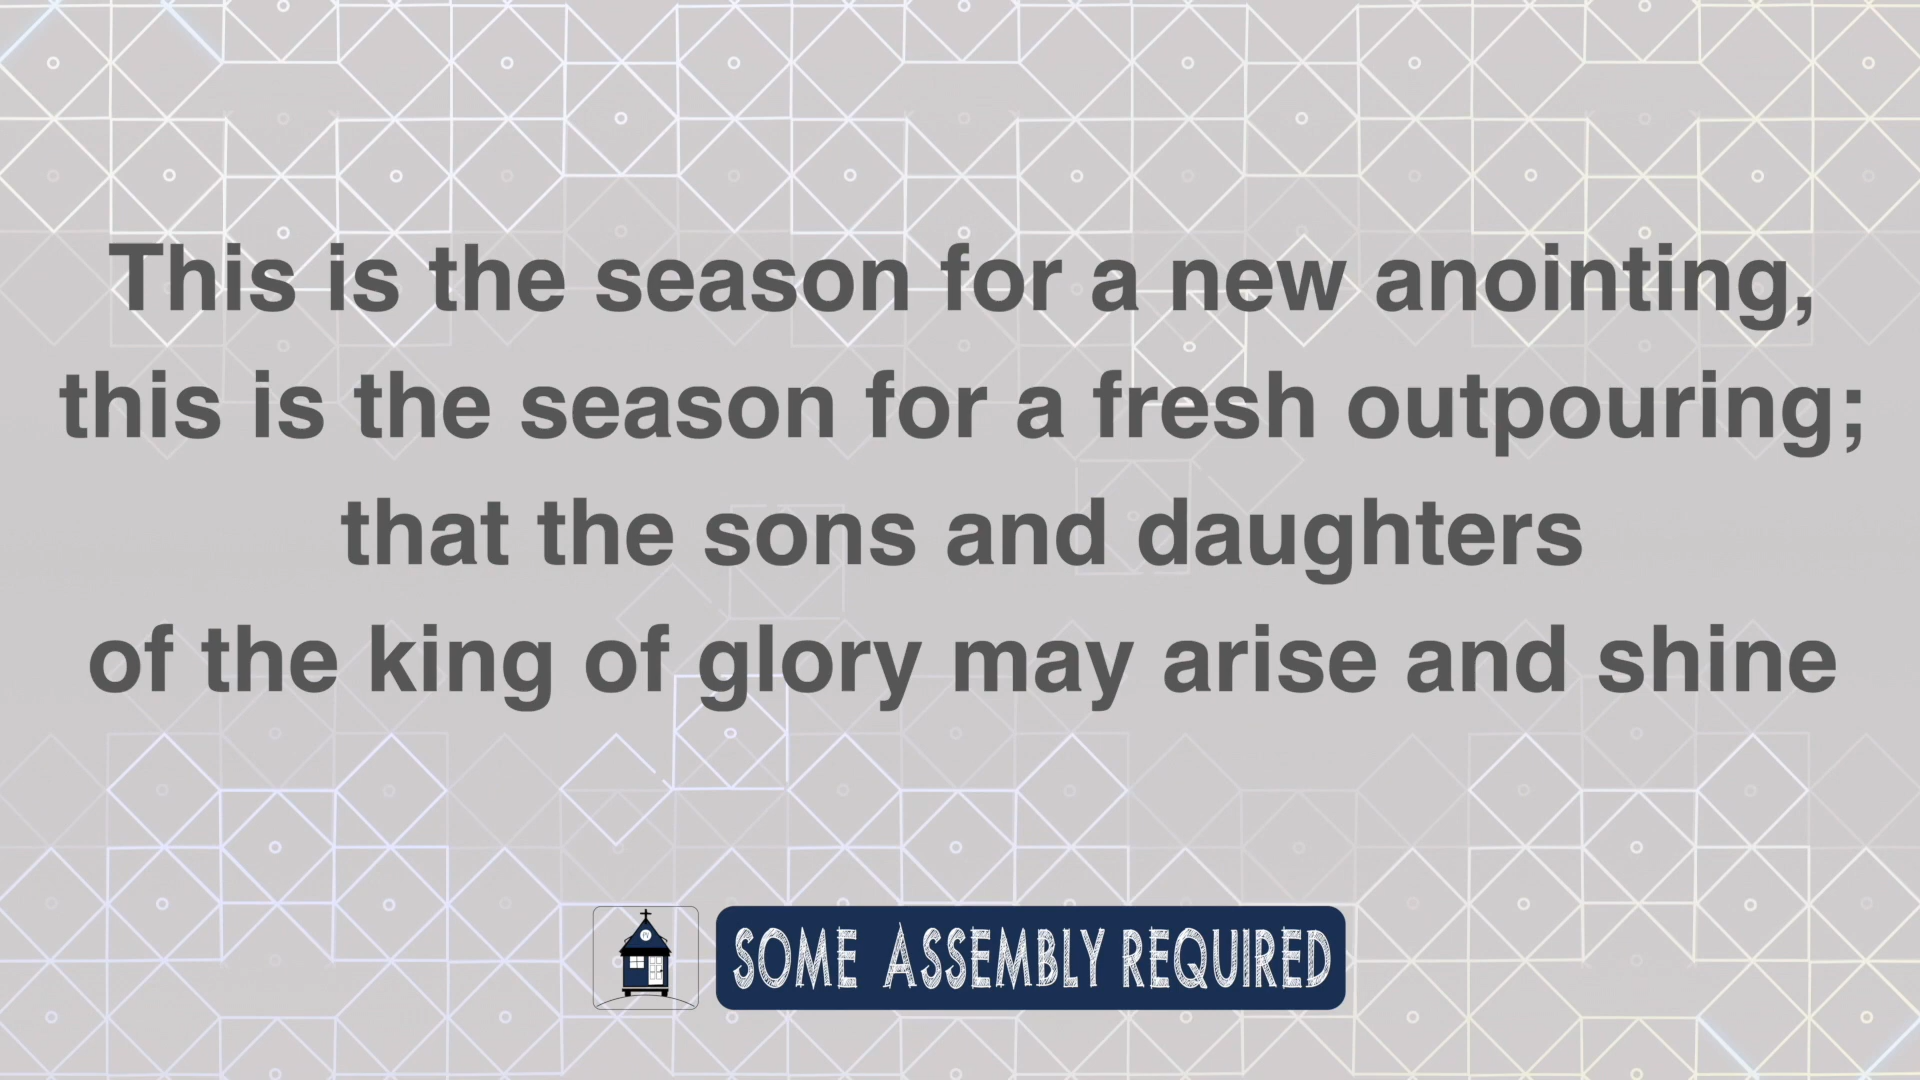 This is the season for a new anointing,
this is the season for a fresh outpouring;
that the sons and daughters
of the king of glory may arise and shine
SOME ASSEMBLY REQUIRED